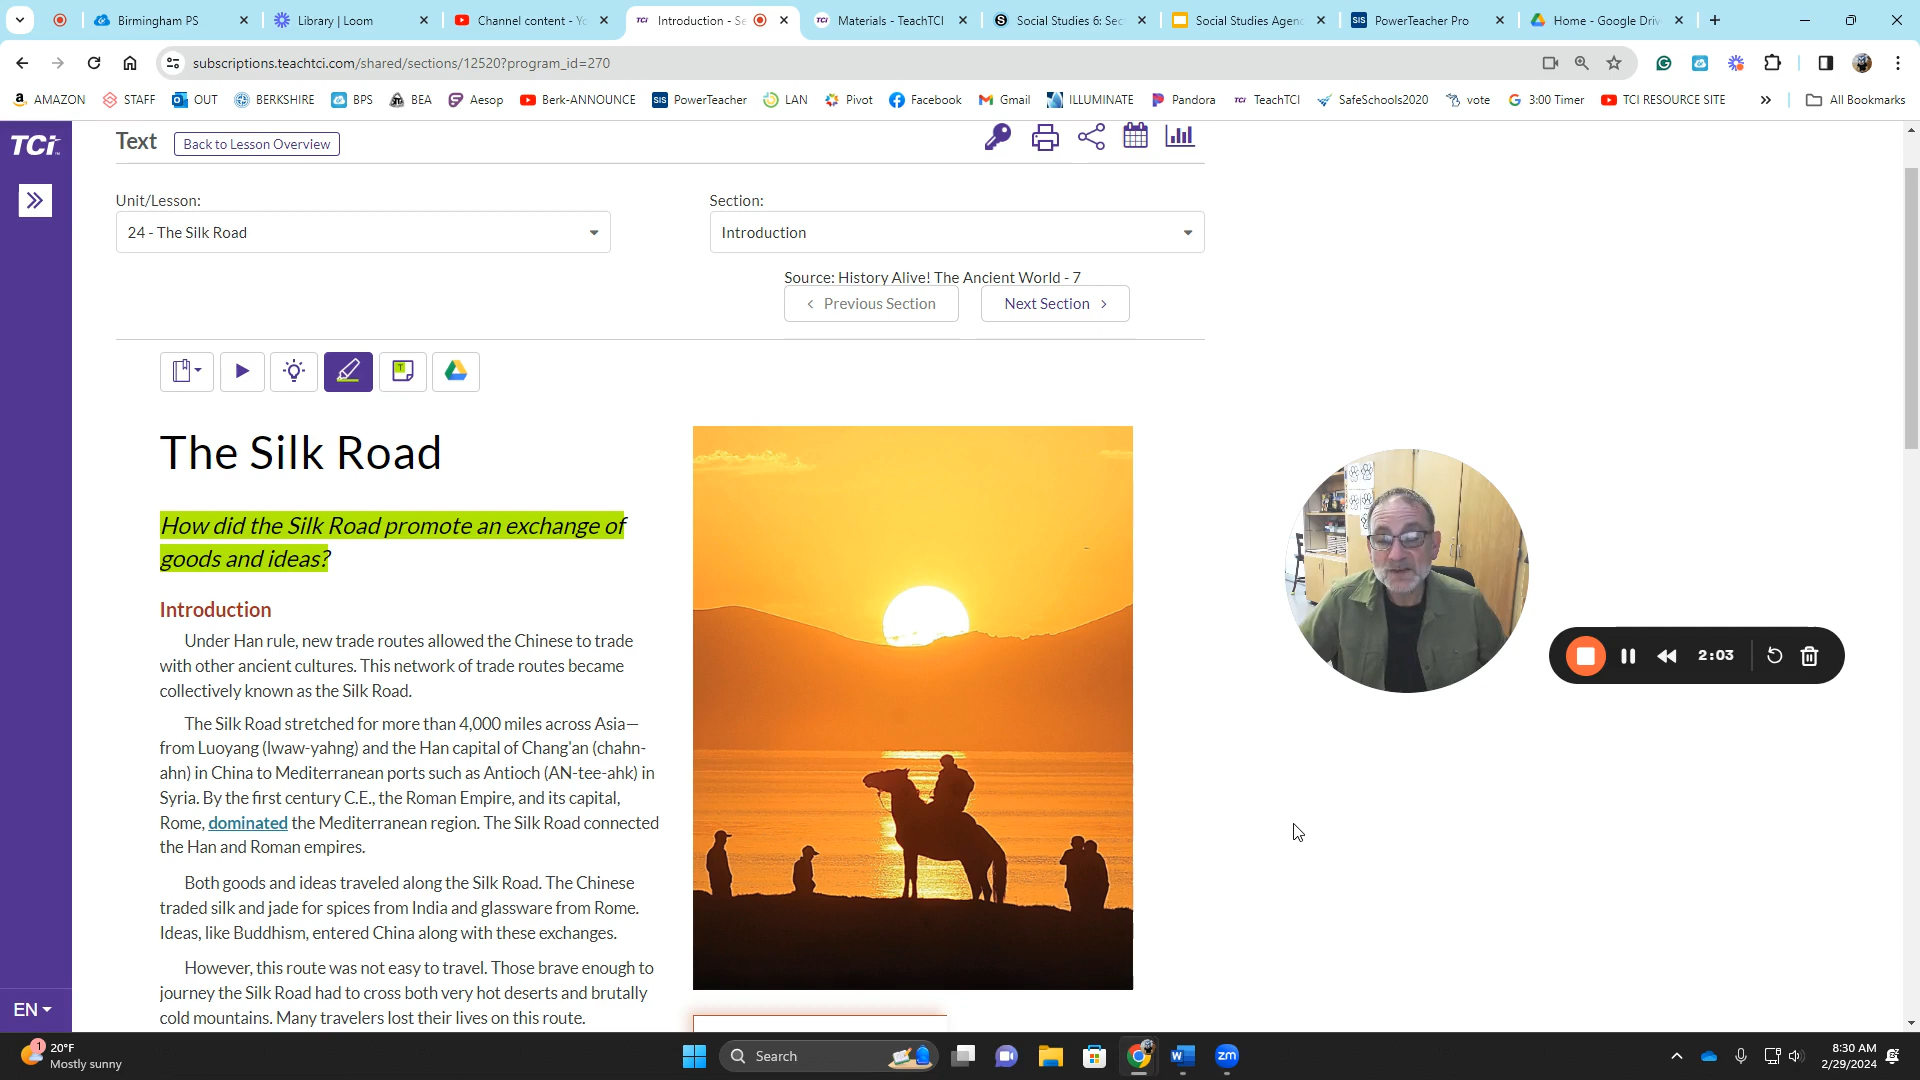 Birmingham PS
Library | Loom
Channel content - Yo
TCi Introduction - Se
TCi Materials - TeachTCI
Social Studies 6: Sec
Social Studies Agen
SIS PowerTeacher Pro
Home - Google Driv
subscriptions.teachtci.com/shared/sections/12520?program_id=270
AMAZON
STAFF
OUT
BERKSHIRE
BPS
BEA
Aesop
Berk-ANNOUNCE
SIS PowerTeacher
LAN
Pivot
Facebook
Gmail
ILLUMINATE
Pandora
TCi TeachTCI
SafeSchools2020
vote
3:00 Timer
TCI RESOURCE SITE
All Bookmarks
TCi
Text
Back to Lesson Overview
Unit/Lesson:
24 - The Silk Road
Section:
Introduction
Source: History Alive! The Ancient World - 7
Previous Section
Next Section
T
The Silk Road
How did the Silk Road promote an exchange of
goods and ideas?
Introduction
Under Han rule, new trade routes allowed the Chinese to trade
with other ancient cultures. This network of trade routes became
collectively known as the Silk Road.
The Silk Road stretched for more than 4,000 miles across Asia—
from Luoyang (lwaw-yahng) and the Han capital of Chang'an (chahn-
ahn) in China to Mediterranean ports such as Antioch (AN-tee-ahk) in
Syria. By the first century C.E., the Roman Empire, and its capital,
Rome, dominated the Mediterranean region. The Silk Road connected
the Han and Roman empires.
Both goods and ideas traveled along the Silk Road. The Chinese
traded silk and jade for spices from India and glassware from Rome.
Ideas, like Buddhism, entered China along with these exchanges.
However, this route was not easy to travel. Those brave enough to
journey the Silk Road had to cross both very hot deserts and brutally
cold mountains. Many travelers lost their lives on this route.
2:03
EN
1
20°F
Mostly sunny
Search
zm
8:30 AM
2/29/2024